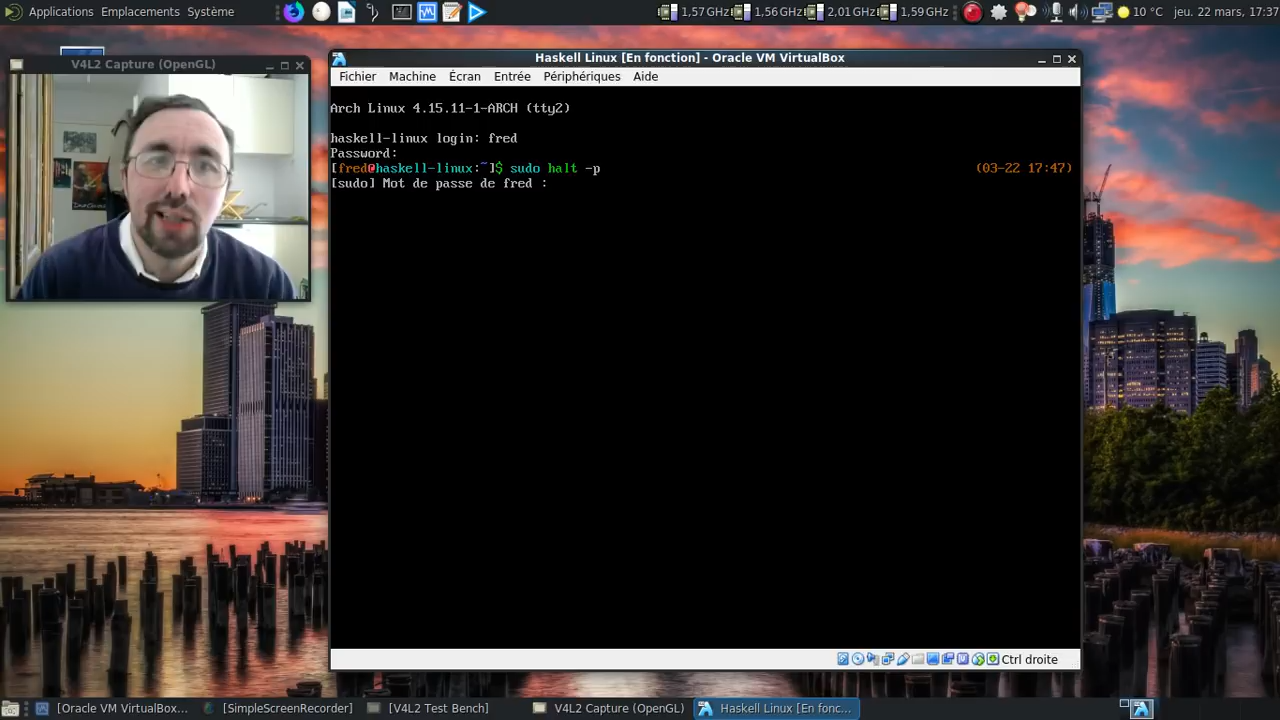 Applications Emplacements Système
1,57 GHz 1,56 GHz 2,01 GHz 1,59 GHz 10 °C jeu. 22 mars, 17:37
V4L2 Capture (OpenGL)
Haskell Linux [En fonction] - Oracle VM VirtualBox
Fichier Machine Écran Entrée Périphériques Aide
Arch Linux 4.15.11-1-ARCH (tty2)
haskell-linux login: fred
Password:
[fred@haskell-linux:~]$ sudo halt -p (03-22 17:47)
[sudo] Mot de passe de fred :
Ctrl droite
[Oracle VM VirtualBox... [SimpleScreenRecorder] [V4L2 Test Bench] V4L2 Capture (OpenGL) Haskell Linux [En fonc...